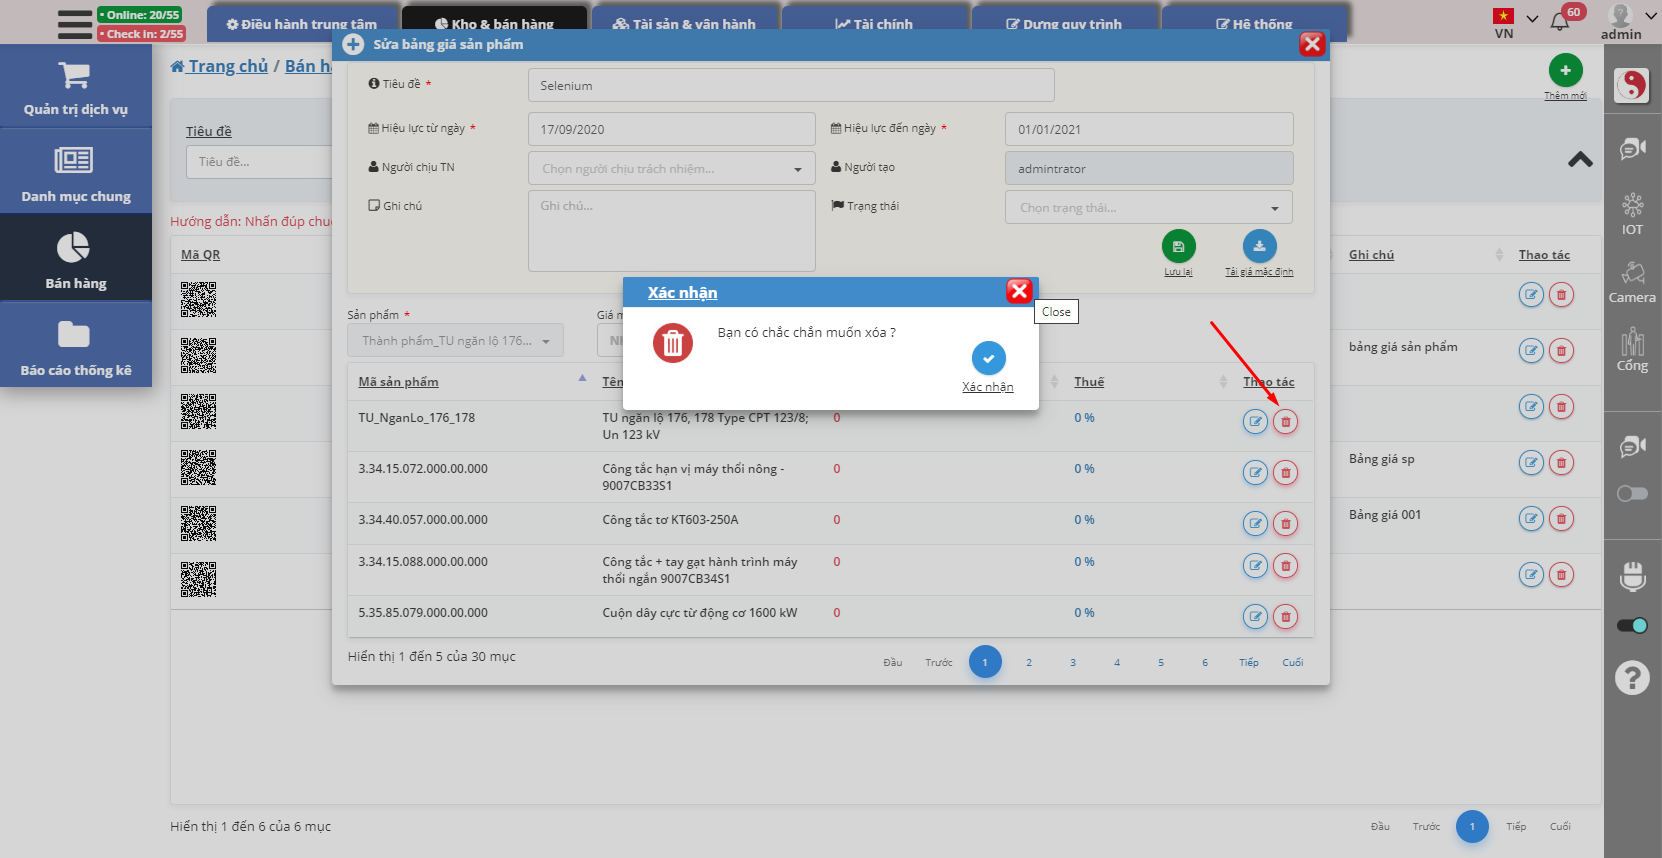 Online: 20/55
Check in: 2/55
Điều hành trung tâm
Kho & bán hàng
Tài sản & vận hành
Tài chính
Dựng quy trình
Hệ thống
VN
60
admin
Quản trị dịch vụ
Danh mục chung
Bán hàng
Báo cáo thống kê
Trang chủ / Bán
Thêm mới
Tiêu đề
Tiêu đề...
Hướng dẫn: Nhấn đúp
Mã QR
Ghi chú
Thao tác
bảng giá sản phẩm
Bảng giá sp
Bảng giá 001
Hiển thị 1 đến 6 của 6 mục
Đầu
Trước
1
Tiếp
Cuối
IOT
Camera
Cổng
Sửa bảng giá sản phẩm
Tiêu đề *
Selenium
Hiệu lực từ ngày *
17/09/2020
Hiệu lực đến ngày *
01/01/2021
Người chịu TN
Chọn người chịu trách nhiệm...
Người tạo
admintrator
Ghi chú
Ghi chú...
Trạng thái
Chọn trạng thái...
Lưu lại
Tải giá mặc định
Sản phẩm *
Giá
Thành phẩm_TU ngăn lộ 176...
Xác nhận
Close
Bạn có chắc chắn muốn xóa ?
Xác nhận
Mã sản phẩm
Tên
Thuế
Thao tác
TU_NganLo_176_178
TU ngăn lộ 176, 178 Type CPT 123/8;
Un 123 kV
0
0 %
3.34.15.072.000.00.000
Công tắc hạn vị máy thổi nông -
9007CB33S1
0
0 %
3.34.40.057.000.00.000
Công tắc tơ KT603-250A
0
0 %
3.34.15.088.000.00.000
Công tắc + tay gạt hành trình máy
thổi ngắn 9007CB34S1
0
0 %
5.35.85.079.000.00.000
Cuộn dây cực từ động cơ 1600 kW
0
0 %
Hiển thị 1 đến 5 của 30 mục
Đầu
Trước
1
2
3
4
5
6
Tiếp
Cuối